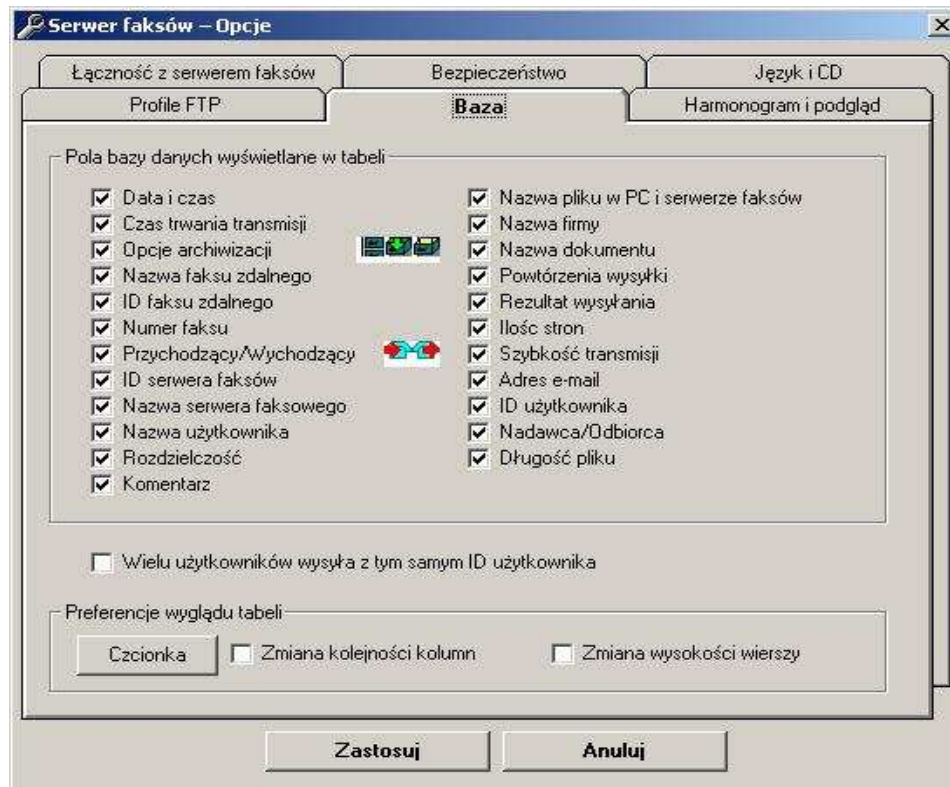 Serwer faksów – Opcje
Łączność z serwerem faksów Bezpieczeństwo Język i CD
Profile FTP Baza Harmonogram i podgląd
Pola bazy danych wyświetlane w tabeli
Data i czas Nazwa pliku w PC i serwerze faksów
Czas trwania transmisji Nazwa firmy
Opcje archiwizacji Nazwa dokumentu
Nazwa faksu zdalnego Powtórzenia wysyłki
ID faksu zdalnego Rezultat wysyłania
Numer faksu Ilośc stron
Przychodzący/Wychodzący Szybkość transmisji
ID serwera faksów Adres e-mail
Nazwa serwera faksowego ID użytkownika
Nazwa użytkownika Nadawca/Odbiorca
Rozdzielczość Długość pliku
Komentarz
Wielu użytkowników wysyła z tym samym ID użytkownika
Preferencje wyglądu tabeli
Czcionka Zmiana kolejności kolumn Zmiana wysokości wierszy
Zastosuj Anuluj